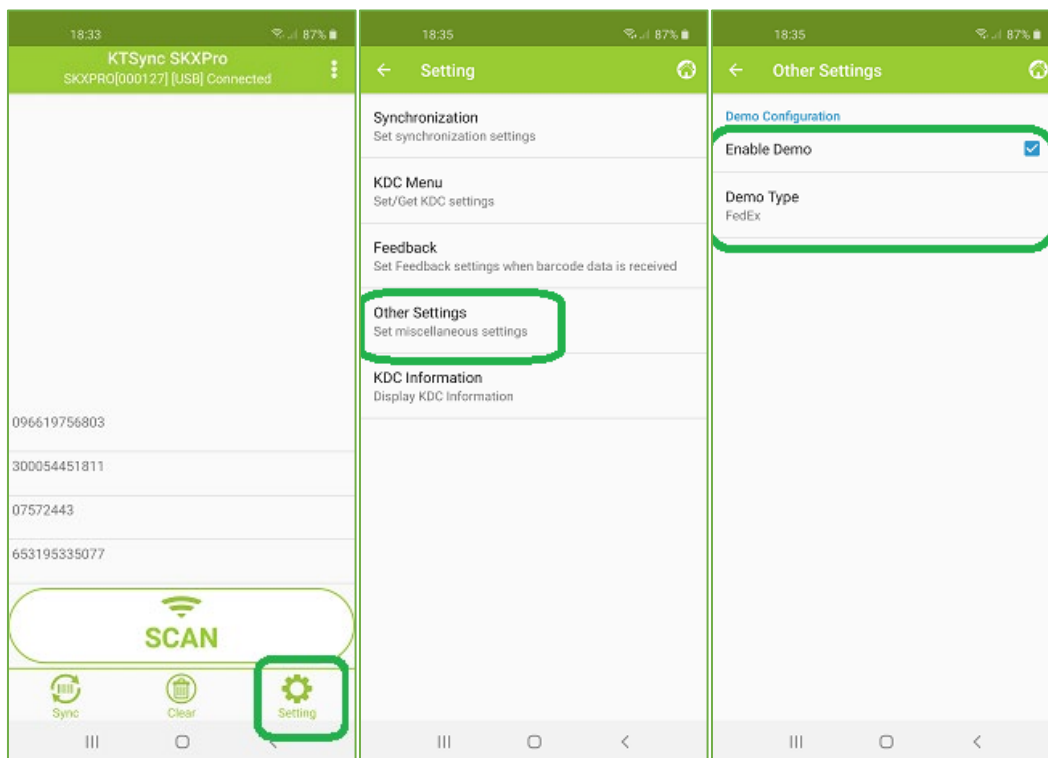 18:33
87%
KTSync SKXPro
SKXPRO[000127] [USB] Connected
096619756803
300054451811
07572443
653195335077
SCAN
Sync
Clear
Setting
18:35
87%
Setting
Synchronization
Set synchronization settings
KDC Menu
Set/Get KDC settings
Feedback
Set Feedback settings when barcode data is received
Other Settings
Set miscellaneous settings
KDC Information
Display KDC Information
18:35
87%
Other Settings
Demo Configuration
Enable Demo
Demo Type
FedEx